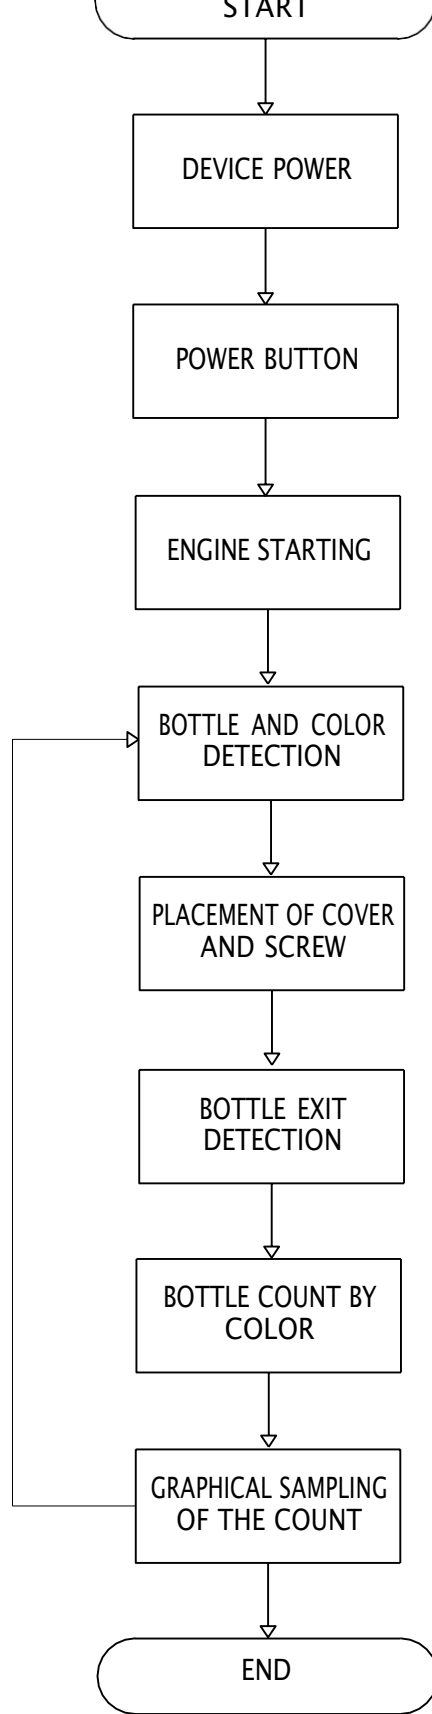 START
DEVICE POWER
POWER BUTTON
ENGINE STARTING
BOTTLE AND COLOR
DETECTION
PLACEMENT OF COVER
AND SCREW
BOTTLE EXIT
DETECTION
BOTTLE COUNT BY
COLOR
GRAPHICAL SAMPLING
OF THE COUNT
END